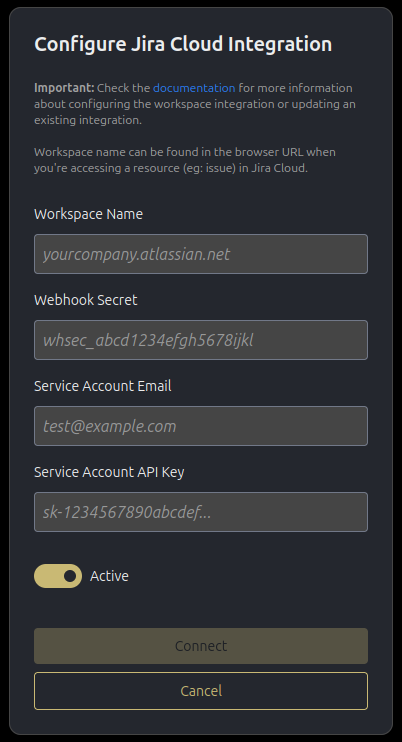 Configure Jira Cloud Integration
Important: Check the documentation for more information
about configuring the workspace integration or updating an
existing integration.
Workspace name can be found in the browser URL when
you're accessing a resource (eg: issue) in Jira Cloud.
Workspace Name
yourcompany.atlassian.net
Webhook Secret
whsec_abcd1234efgh5678ijkl
Service Account Email
test@example.com
Service Account API Key
sk-1234567890abcdef...
Active
Connect
Cancel